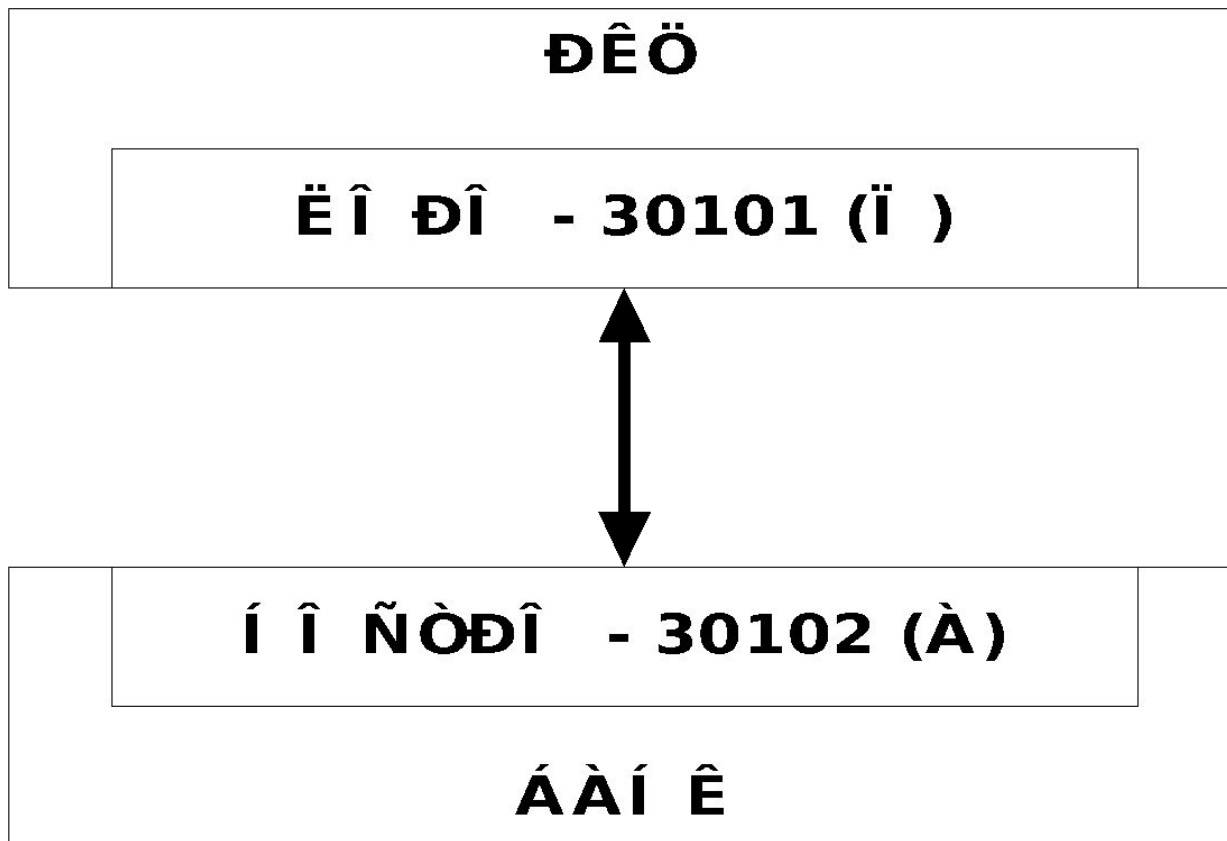 ÐÊÖ
ËÎ ÐÎ - 30101 (Ï )
Í Î ÑÒÐÎ - 30102 (À)
ÁÀÍ Ê